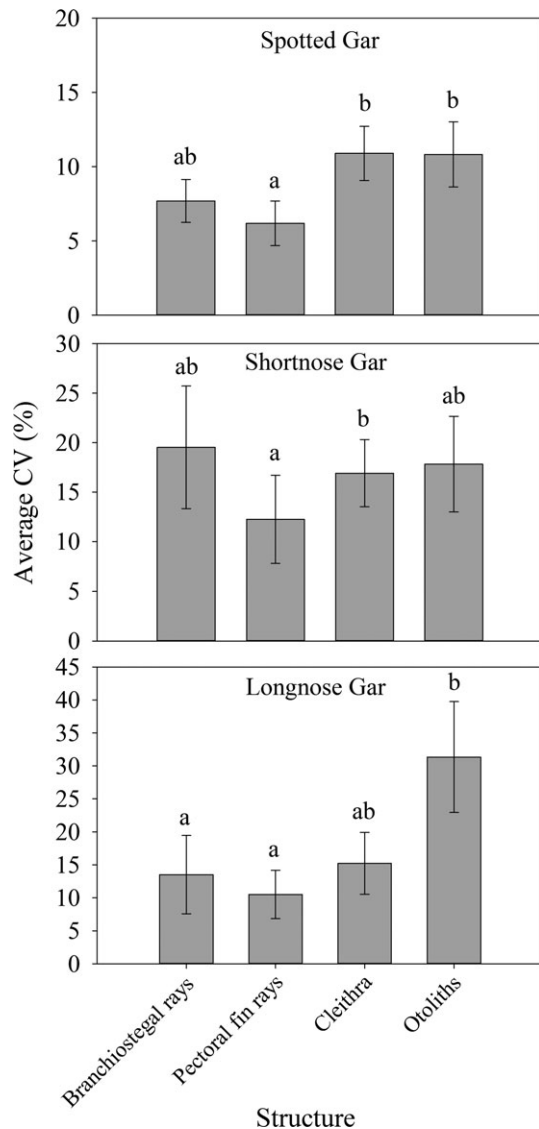 Spotted Gar
20
15
10
5
0
ab
a
b
b
Shortnose Gar
30
25
20
15
10
5
0
ab
a
b
ab
Average CV (%)
Longnose Gar
45
40
35
30
25
20
15
10
5
0
a
a
ab
b
Branchiostegal rays
Pectoral fin rays
Cleithra
Otoliths
Structure